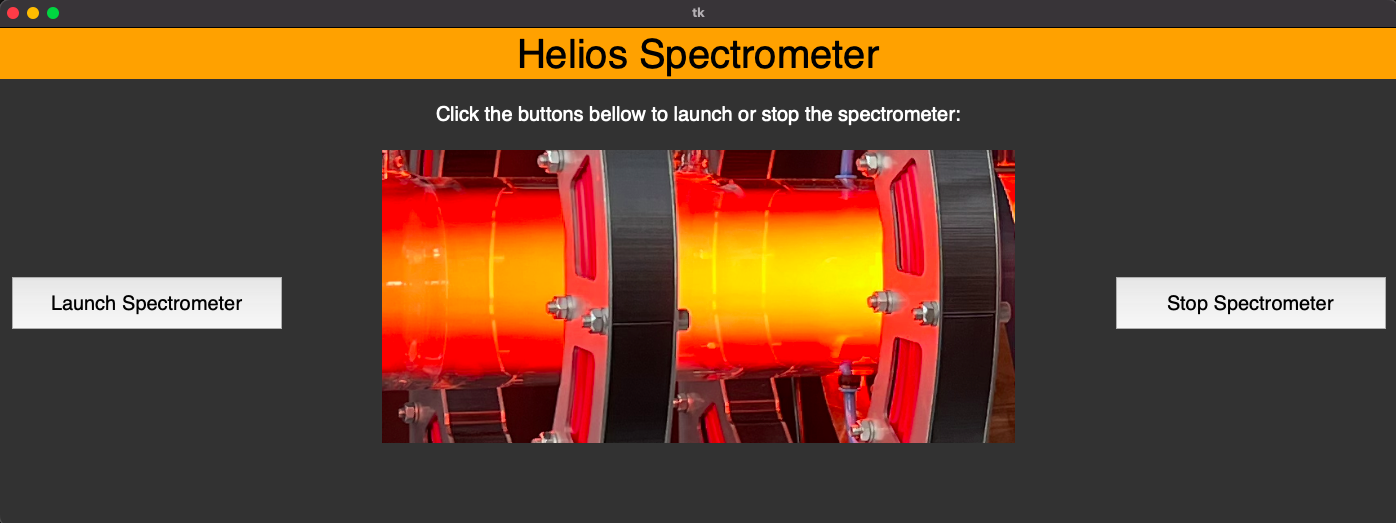 tk
Helios Spectrometer
Click the buttons bellow to launch or stop the spectrometer:
Launch Spectrometer
Stop Spectrometer